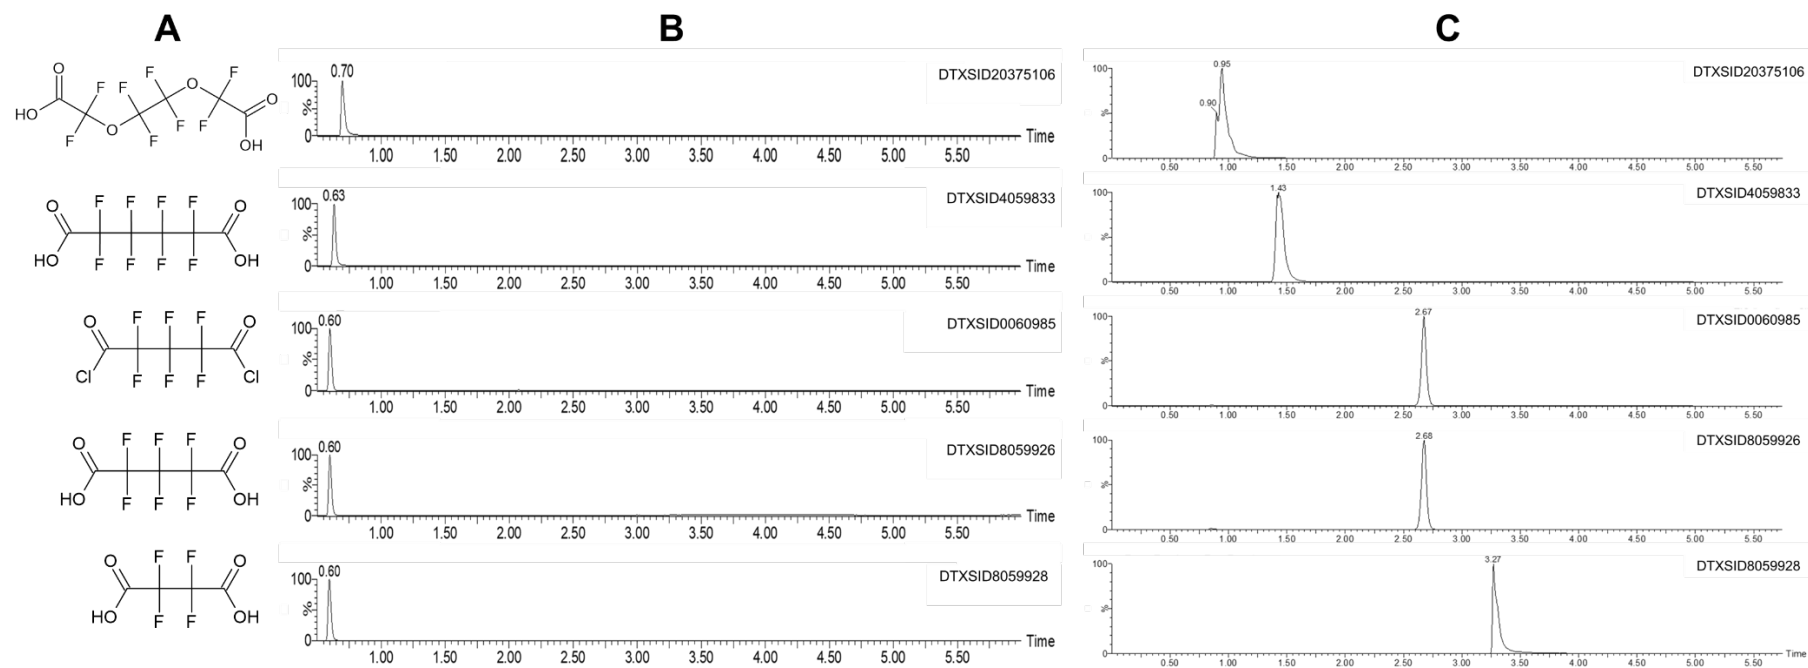 A B C
O F F F O F O
HO F O F F F F OH
0.70
DTXSID20375106
100
%
0
Time
1.00 1.50 2.00 2.50 3.00 3.50 4.00 4.50 5.00 5.50
0.95
0.90
DTXSID20375106
100
%
0
0.50 1.00 1.50 2.00 2.50 3.00 3.50 4.00 4.50 5.00 5.50
O F F F F O
HO F F F F OH
0.63
DTXSID4059833
100
%
0
Time
1.00 1.50 2.00 2.50 3.00 3.50 4.00 4.50 5.00 5.50
1.43
DTXSID4059833
100
%
0
0.50 1.00 1.50 2.00 2.50 3.00 3.50 4.00 4.50 5.00 5.50
O F F F O
Cl F F F Cl
0.60
DTXSID0060985
100
%
0
Time
1.00 1.50 2.00 2.50 3.00 3.50 4.00 4.50 5.00 5.50
2.67
DTXSID0060985
100
%
0
0.50 1.00 1.50 2.00 2.50 3.00 3.50 4.00 4.50 5.00 5.50
O F F F O
HO F F F OH
0.60
DTXSID8059926
100
%
0
Time
1.00 1.50 2.00 2.50 3.00 3.50 4.00 4.50 5.00 5.50
2.68
DTXSID8059926
100
%
0
0.50 1.00 1.50 2.00 2.50 3.00 3.50 4.00 4.50 5.00 5.50
O F F O
HO F F OH
0.60
DTXSID8059928
100
%
0
Time
1.00 1.50 2.00 2.50 3.00 3.50 4.00 4.50 5.00 5.50
3.27
DTXSID8059928
100
%
0
Time
0.50 1.00 1.50 2.00 2.50 3.00 3.50 4.00 4.50 5.00 5.50